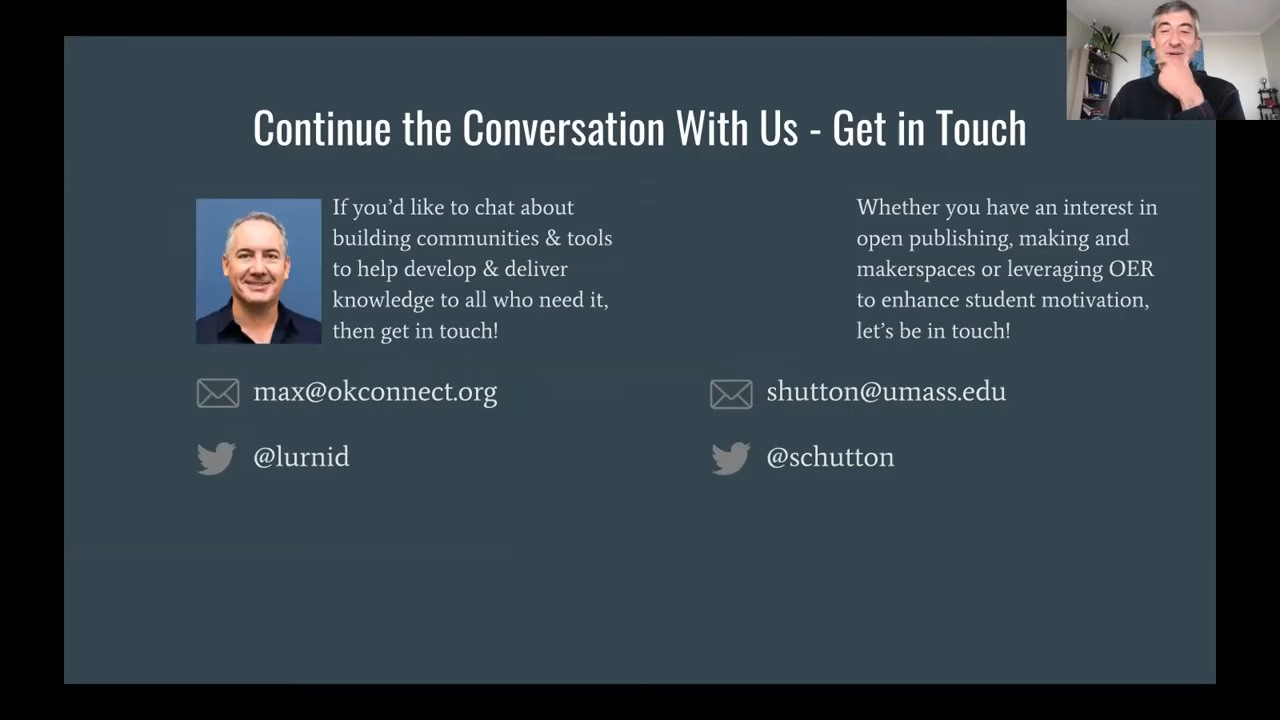 Continue the Conversation With Us - Get in Touch
If you’d like to chat about
building communities & tools
to help develop & deliver
knowledge to all who need it,
then get in touch!
max@okconnect.org
@lurnid
Whether you have an interest in
open publishing, making and
makerspaces or leveraging OER
to enhance student motivation,
let’s be in touch!
shutton@umass.edu
@schutton